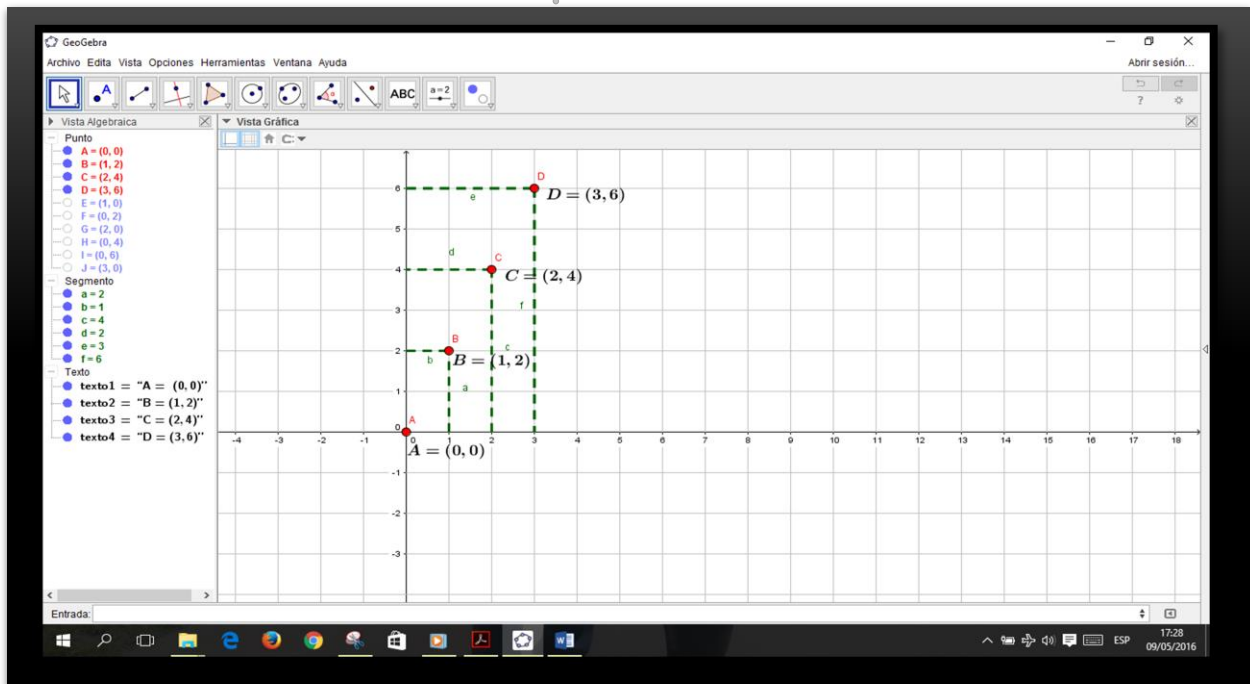 GeoGebra
Archivo Edita Vista Opciones Herramientas Ventana Ayuda
Abrir sesión...
ABC
a=2
Vista Algebraica
Vista Gráfica
Punto
A = (0, 0)
B = (1, 2)
C = (2, 4)
D = (3, 6)
E = (1, 0)
F = (0, 2)
G = (2, 0)
H = (0, 4)
I = (0, 6)
J = (3, 0)
Segmento
a = 2
b = 1
c = 4
d = 2
e = 3
f = 6
Texto
texto1 = "A = (0, 0)"
texto2 = "B = (1, 2)"
texto3 = "C = (2, 4)"
texto4 = "D = (3, 6)"
D
6
e
D = (3, 6)
5
d
C
4
C = (2, 4)
3
f
B
c
2
b
B = (1, 2)
a
1
A
0
-4 -3 -2 -1 0 1 2 3 4 5 6 7 8 9 10 11 12 13 14 15 16 17 18
A = (0, 0)
-1
-2
-3
Entrada:
ESP
17:28
09/05/2016